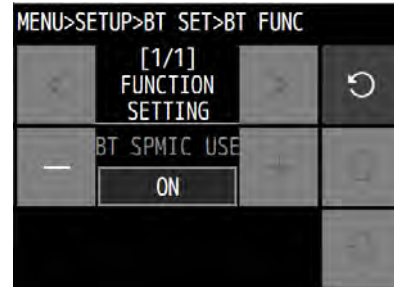 MENU>SETUP>BT SET>BT FUNC
[1/1]
< FUNCTION >
SETTING
BT SPMIC USE
− ON +